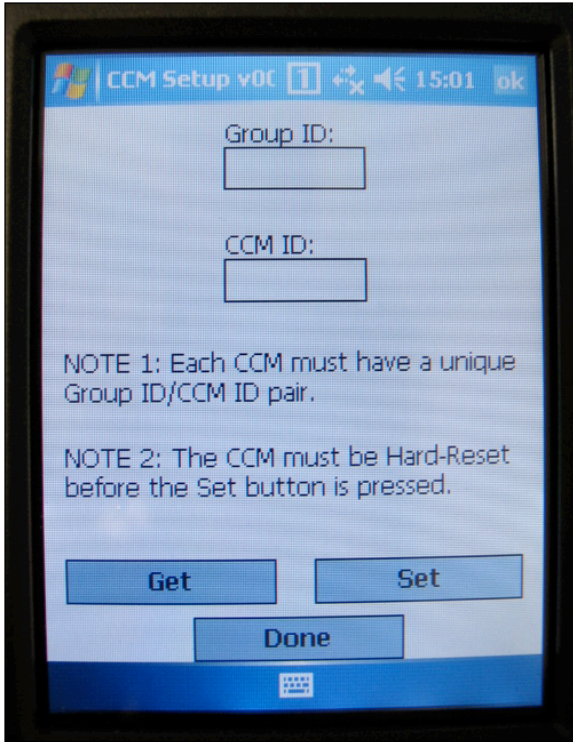 CCM Setup v00 1 15:01 ok
Group ID:
CCM ID:
NOTE 1: Each CCM must have a unique
Group ID/CCM ID pair.
NOTE 2: The CCM must be Hard-Reset
before the Set button is pressed.
Get Set
Done